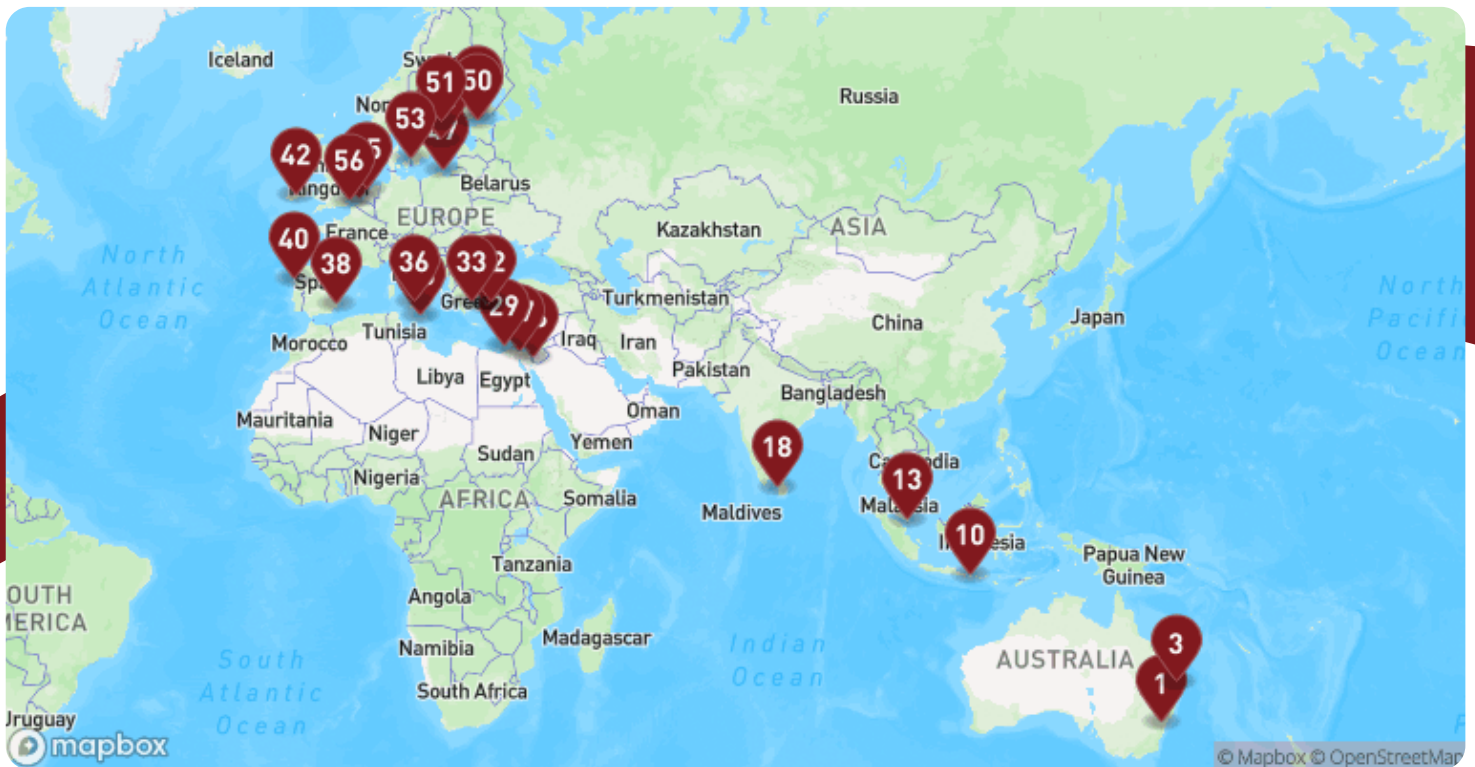 Iceland
Russia
51
50
53
42
56
Belarus
EUROPE
France
Kazakhstan
ASIA
40
38
36
33
North
Atlantic
Ocean
29
Turkmenistan
China
Japan
North
Ocean
Tunisia
Morocco
Iraq
Iran
Pakistan
Libya
Egypt
Bangladesh
Oman
Mauritania
Niger
Yemen
Sudan
18
Nigeria
AFRICA
Somalia
Maldives
13
10
Papua New
Guinea
Tanzania
Angola
Namibia
Madagascar
South Africa
South
Atlantic
Ocean
Indian
Ocean
AUSTRALIA
3
1
mapbox
© Mapbox © OpenStreetMap